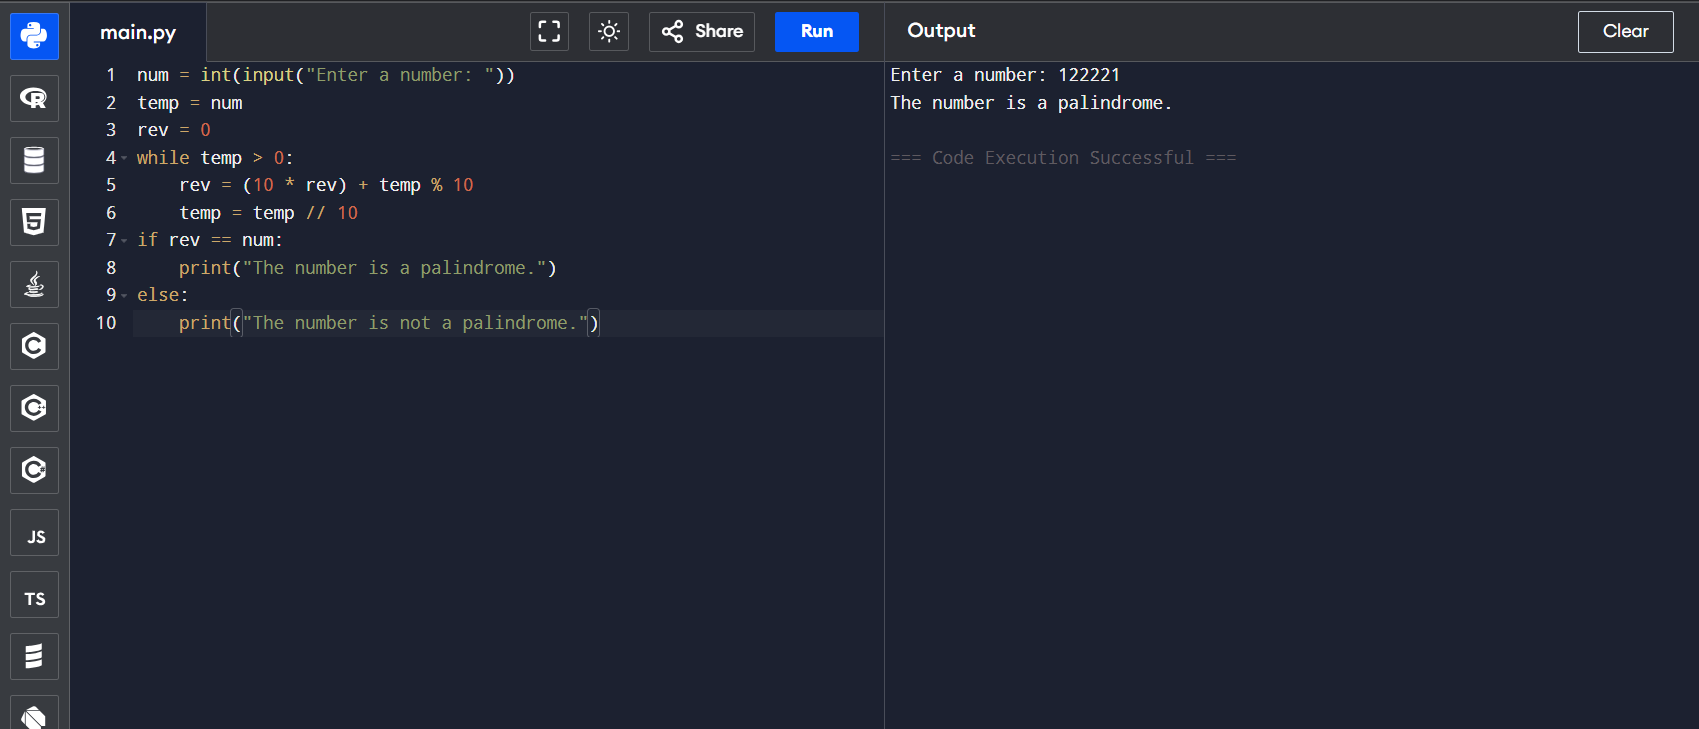 main.py
Share
Run
Output
Clear
1 num = int(input("Enter a number: "))
2 temp = num
3 rev = 0
4 while temp > 0:
5     rev = (10 * rev) + temp % 10
6     temp = temp // 10
7 if rev == num:
8     print("The number is a palindrome.")
9 else:
10     print("The number is not a palindrome.")
Enter a number: 122221
The number is a palindrome.
=== Code Execution Successful ===
R
5
C
C++
C#
JS
TS